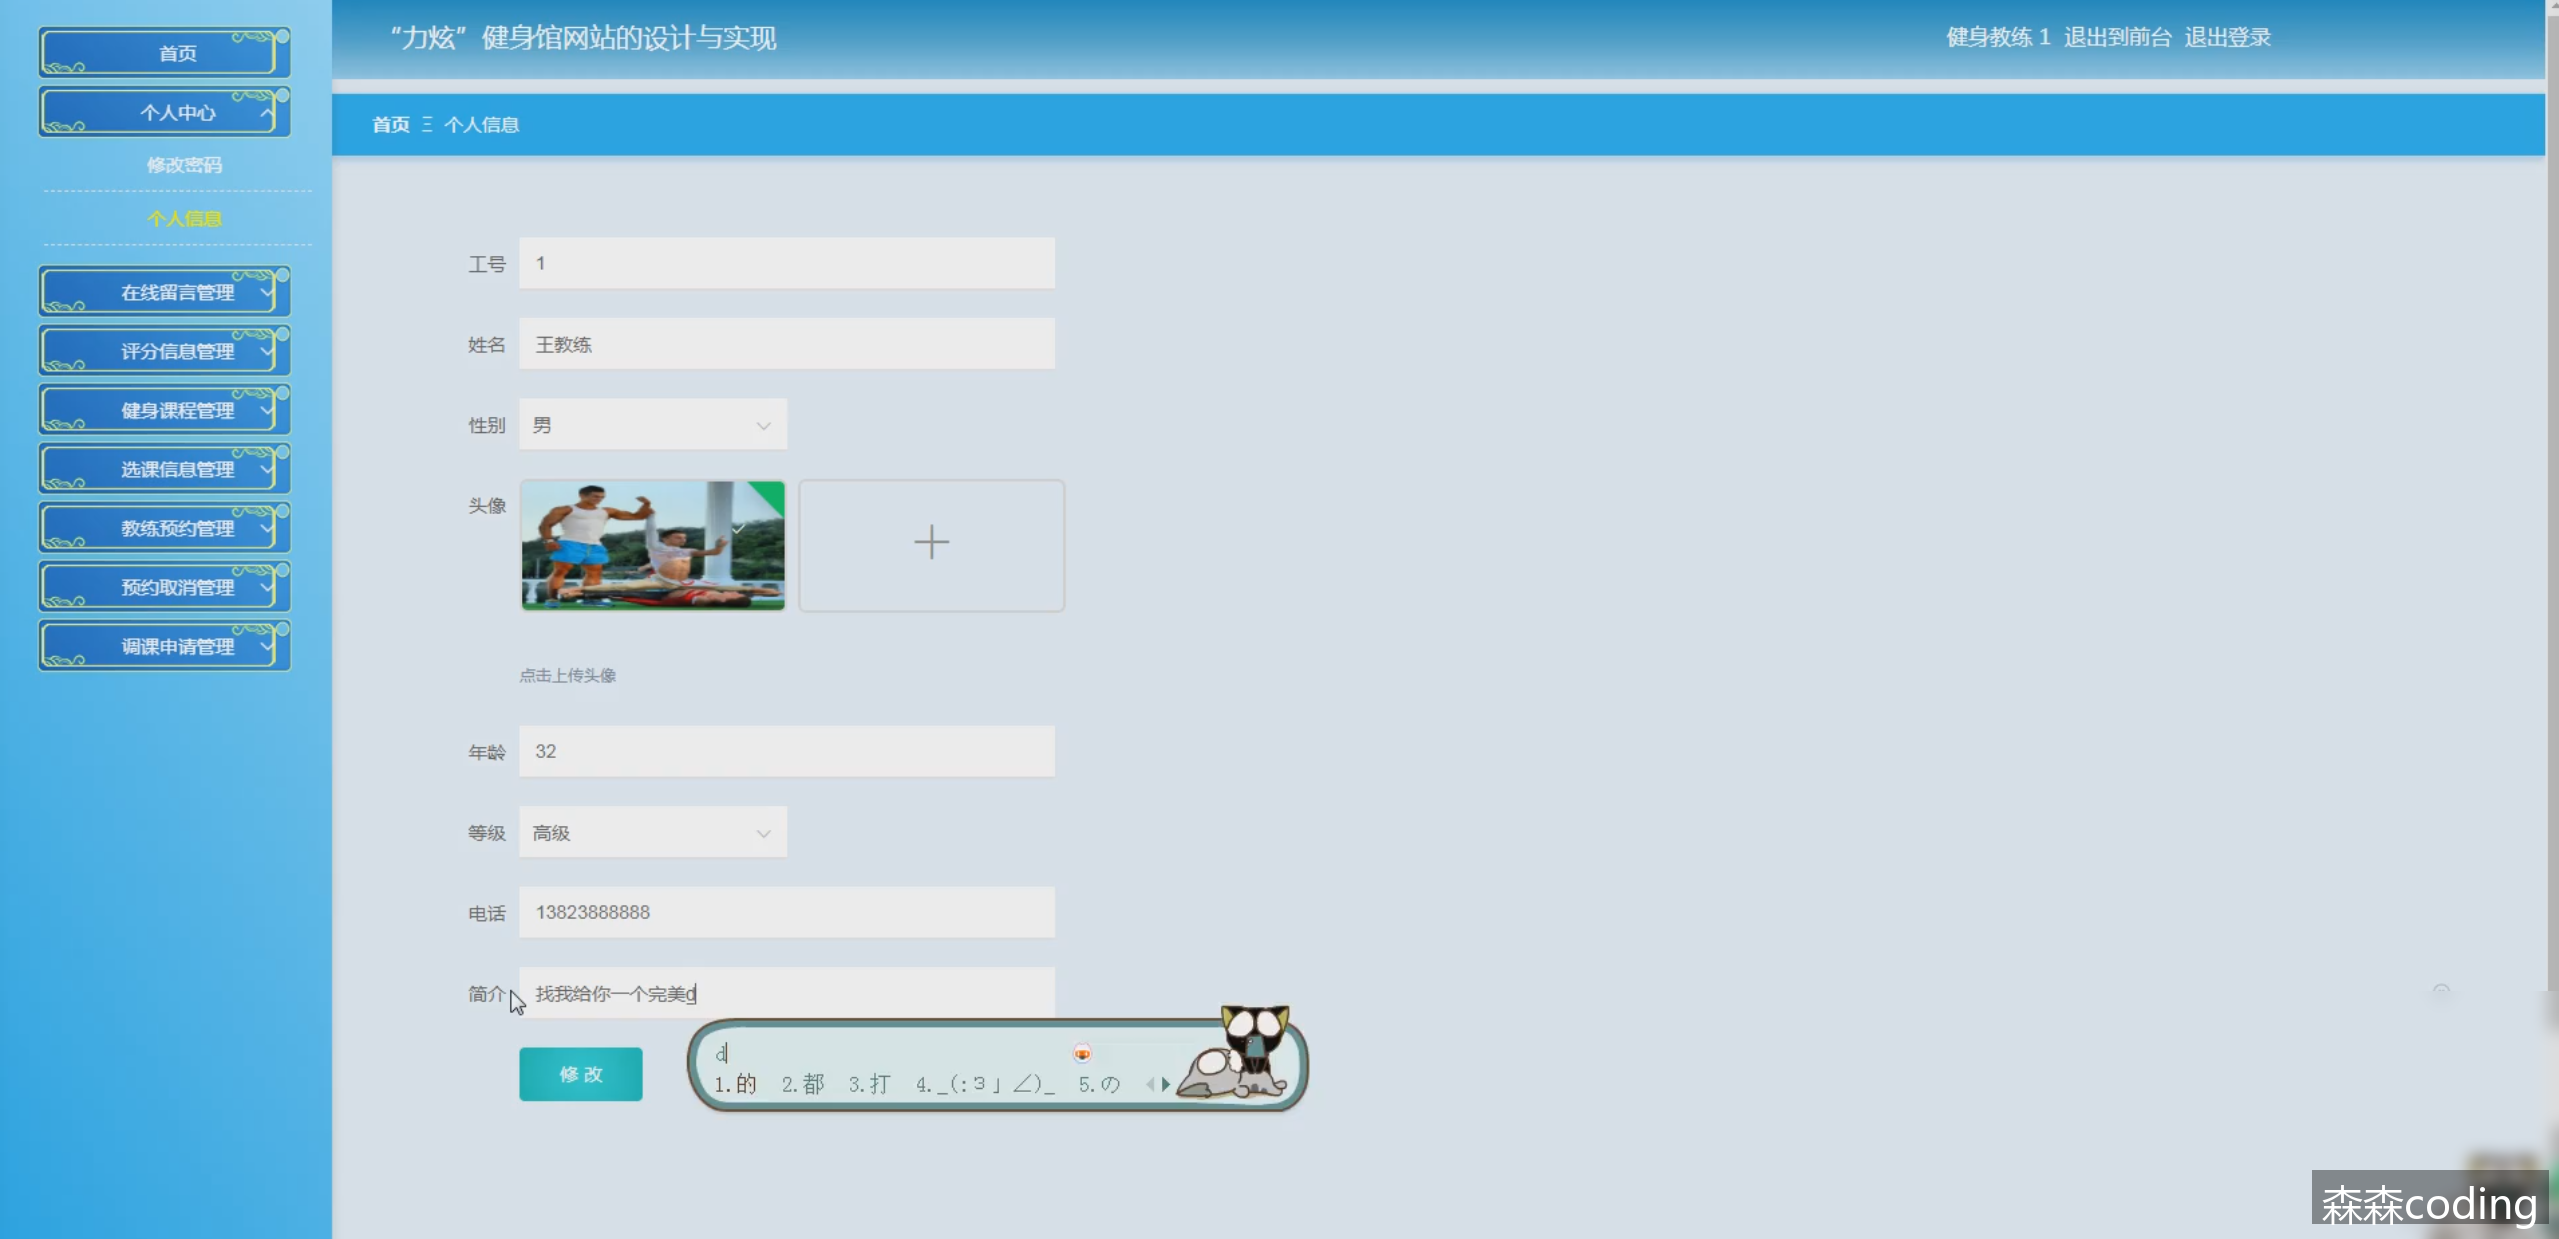 首页
个人中心
修改密码
个人信息
在线留言管理
评分信息管理
健身课程管理
选课信息管理
教练预约管理
预约取消管理
调课申请管理
“力炫”健身馆网站的设计与实现
健身教练 1 退出到前台 退出登录
首页 Ξ 个人信息
工号 1
姓名 王教练
性别 男
头像
点击上传头像
年龄 32
等级 高级
电话 13823888888
简介 找我给你一个完美d
修 改
d
1.的 2.都 3.打 4._(:3」∠)_ 5.の
森森coding